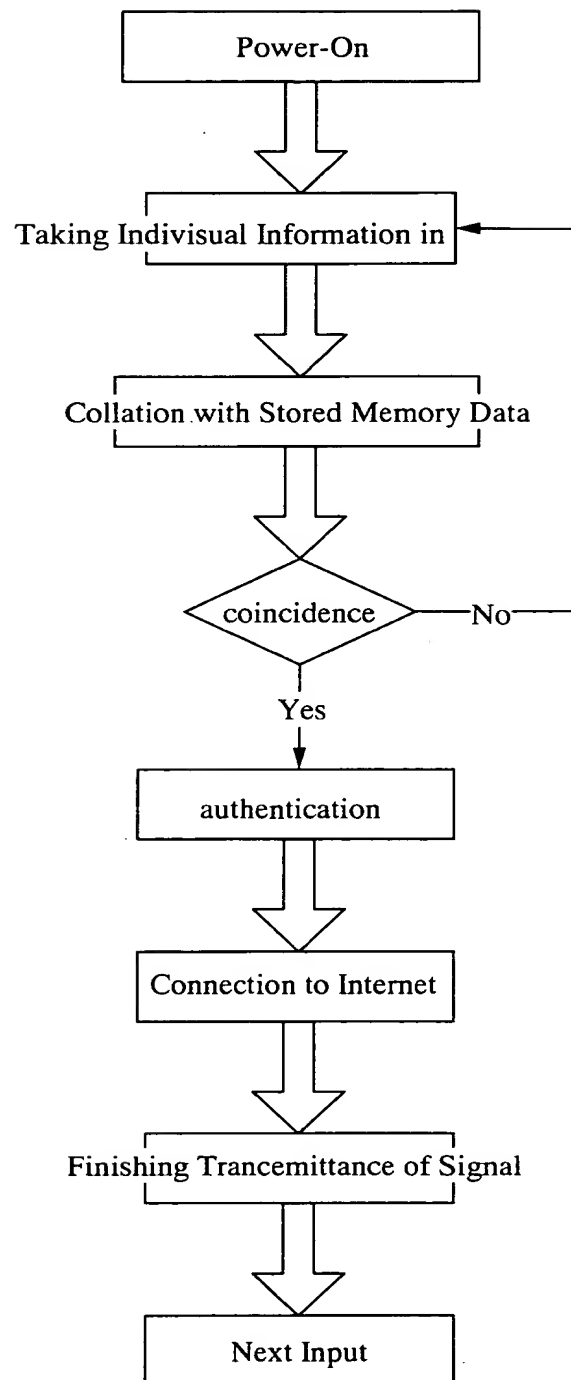 Power-On
Taking Indivisual Information in
Collation with Stored Memory Data
coincidence
No
Yes
authentication
Connection to Internet
Finishing Trancemittance of Signal
Next Input